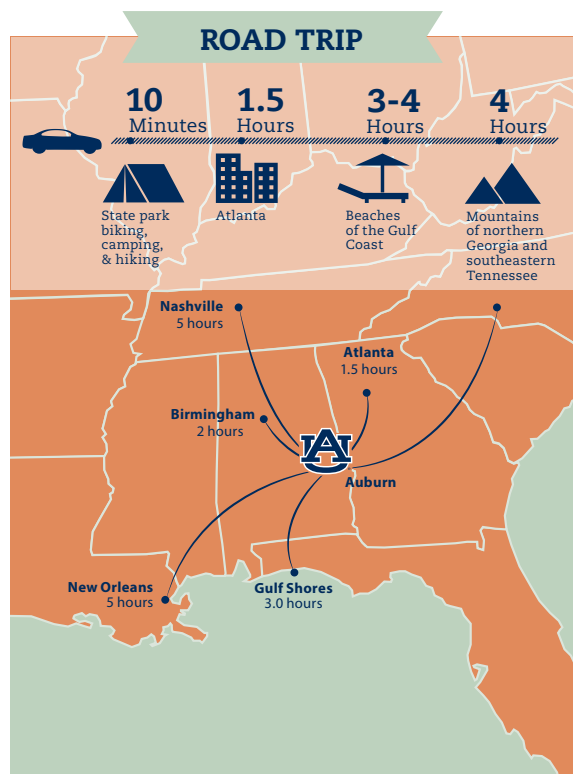 ROAD TRIP
10
Minutes
1.5
Hours
3-4
Hours
4
Hours
State park
biking,
camping,
& hiking
Atlanta
Beaches
of the Gulf
Coast
Mountains
of northern
Georgia and
southeastern
Tennessee
Nashville
5 hours
Atlanta
1.5 hours
Birmingham
2 hours
AU
Auburn
New Orleans
5 hours
Gulf Shores
3.0 hours